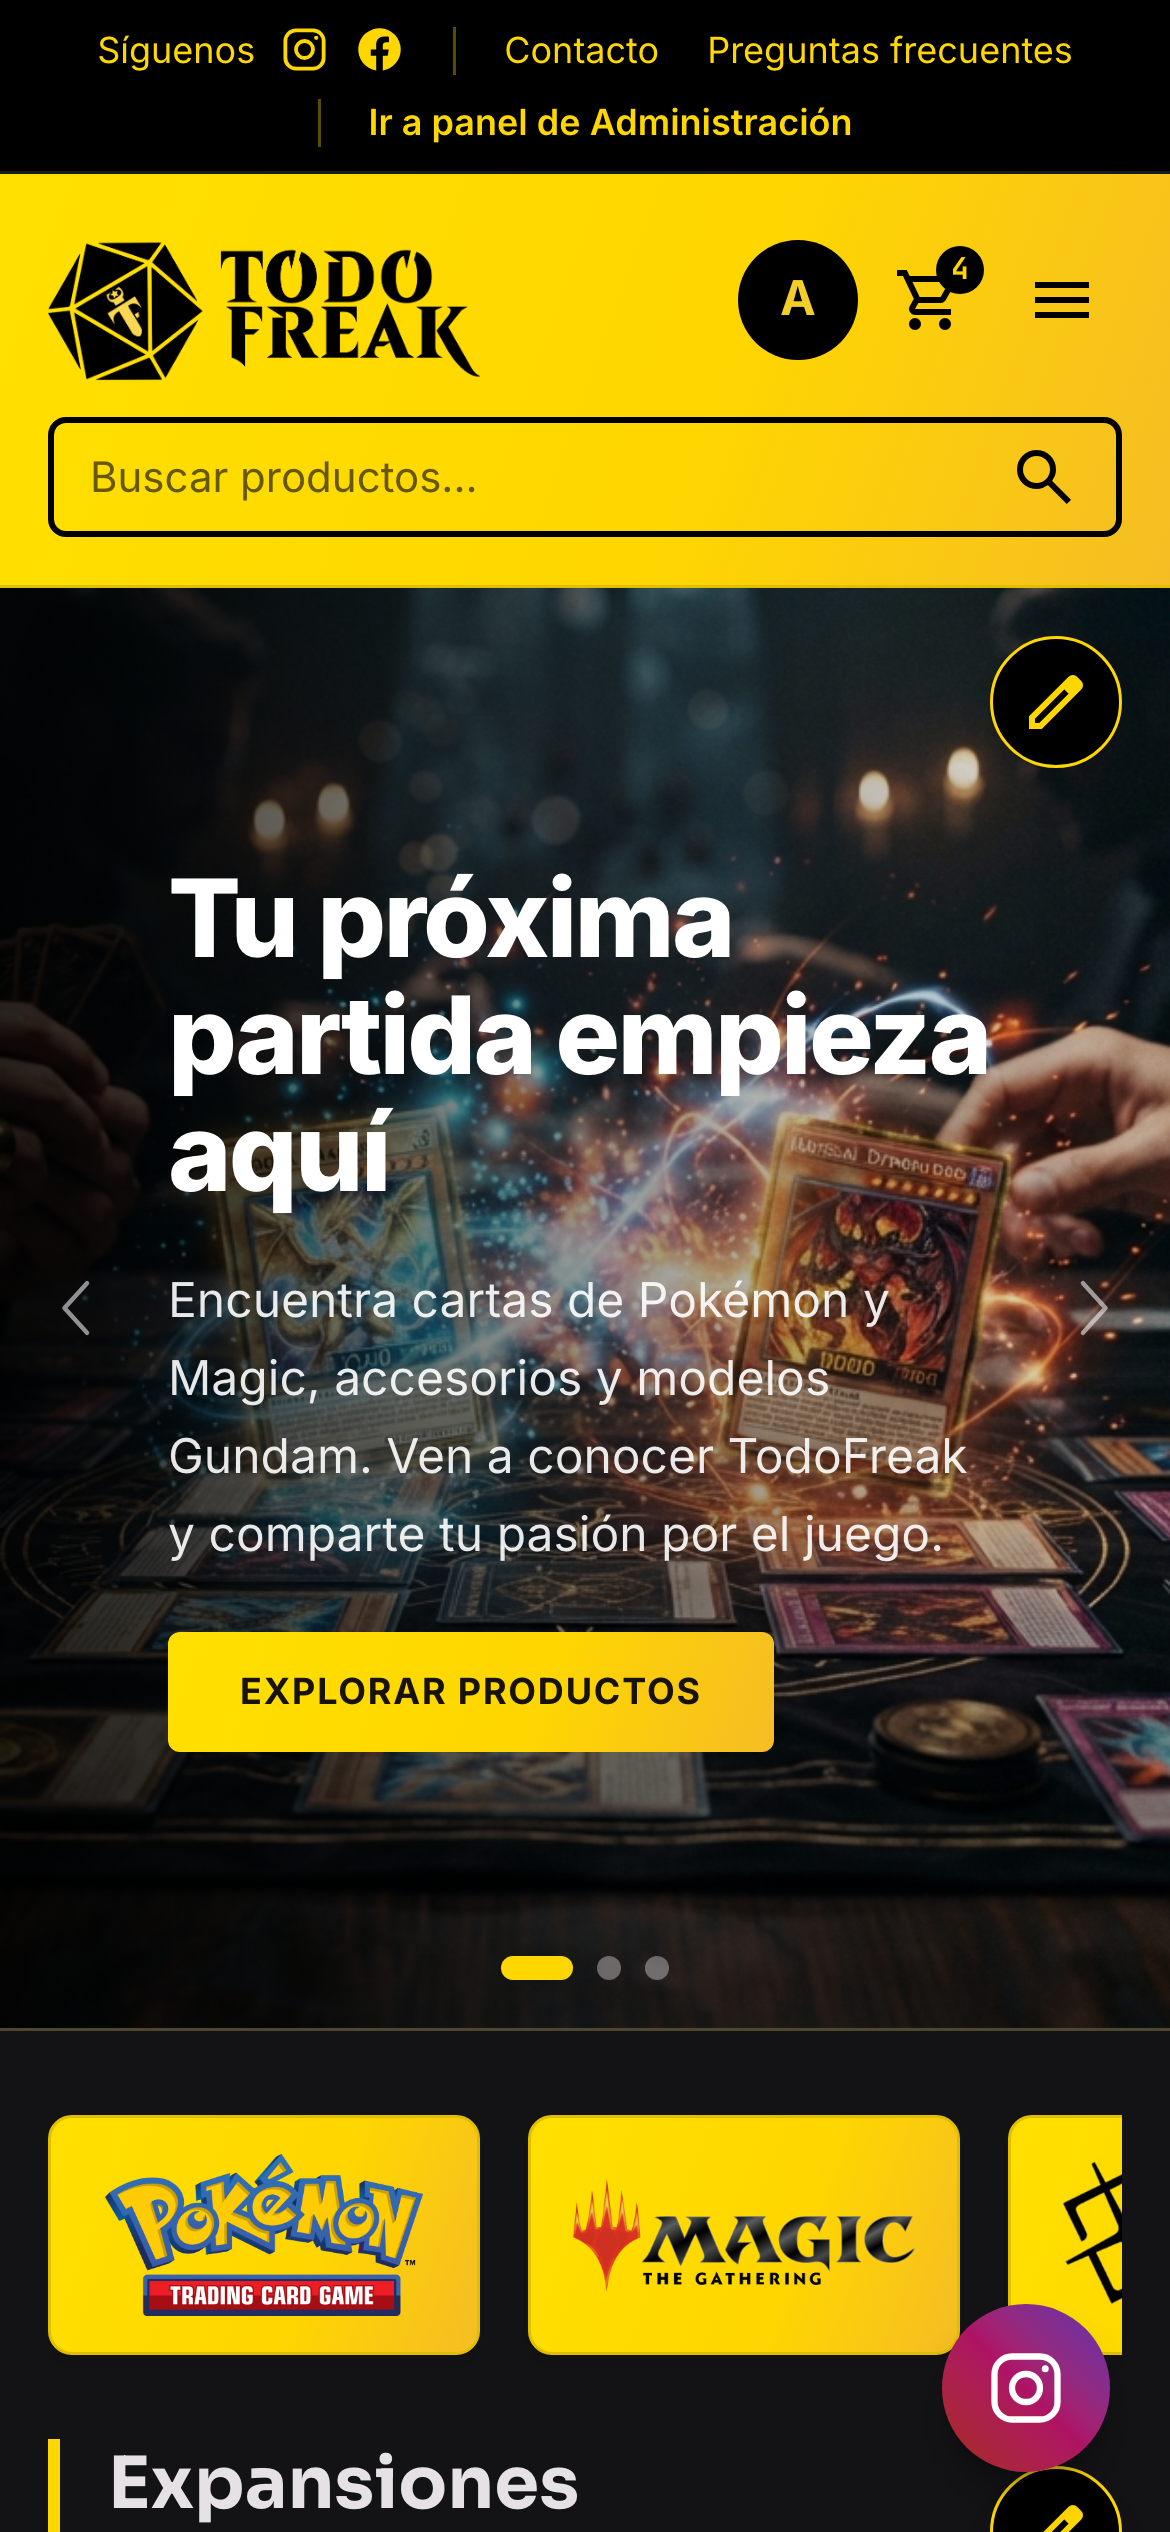 Síguenos
Contacto
Preguntas frecuentes
Ir a panel de Administración
TODO
FREAK
A
4
Buscar productos...
Tu próxima
partida empieza
aquí
Encuentra cartas de Pokémon y
Magic, accesorios y modelos
Gundam. Ven a conocer TodoFreak
y comparte tu pasión por el juego.
EXPLORAR PRODUCTOS
POKéMON
TM
TRADING CARD GAME
MAGIC
THE GATHERING
Expansiones